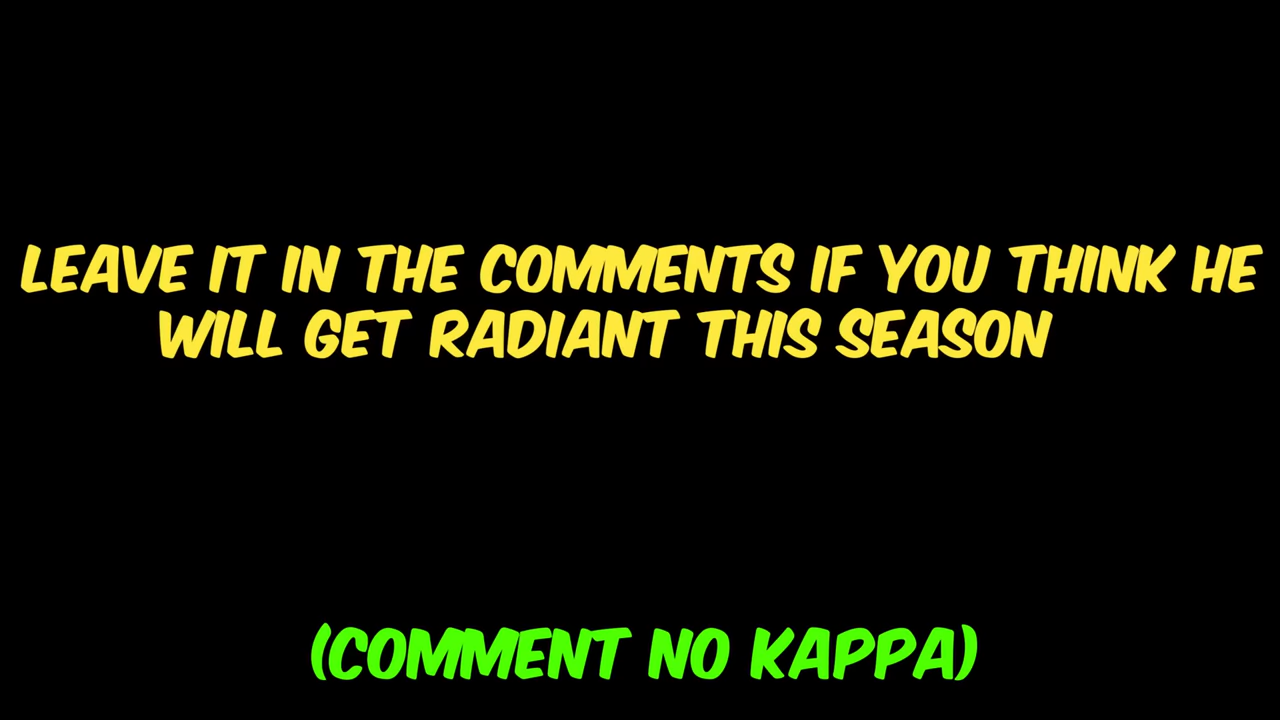 LEAVE IT IN THE COMMENTS IF YOU THINK HE
WILL GET RADIANT THIS SEASON
(COMMENT NO KAPPA)